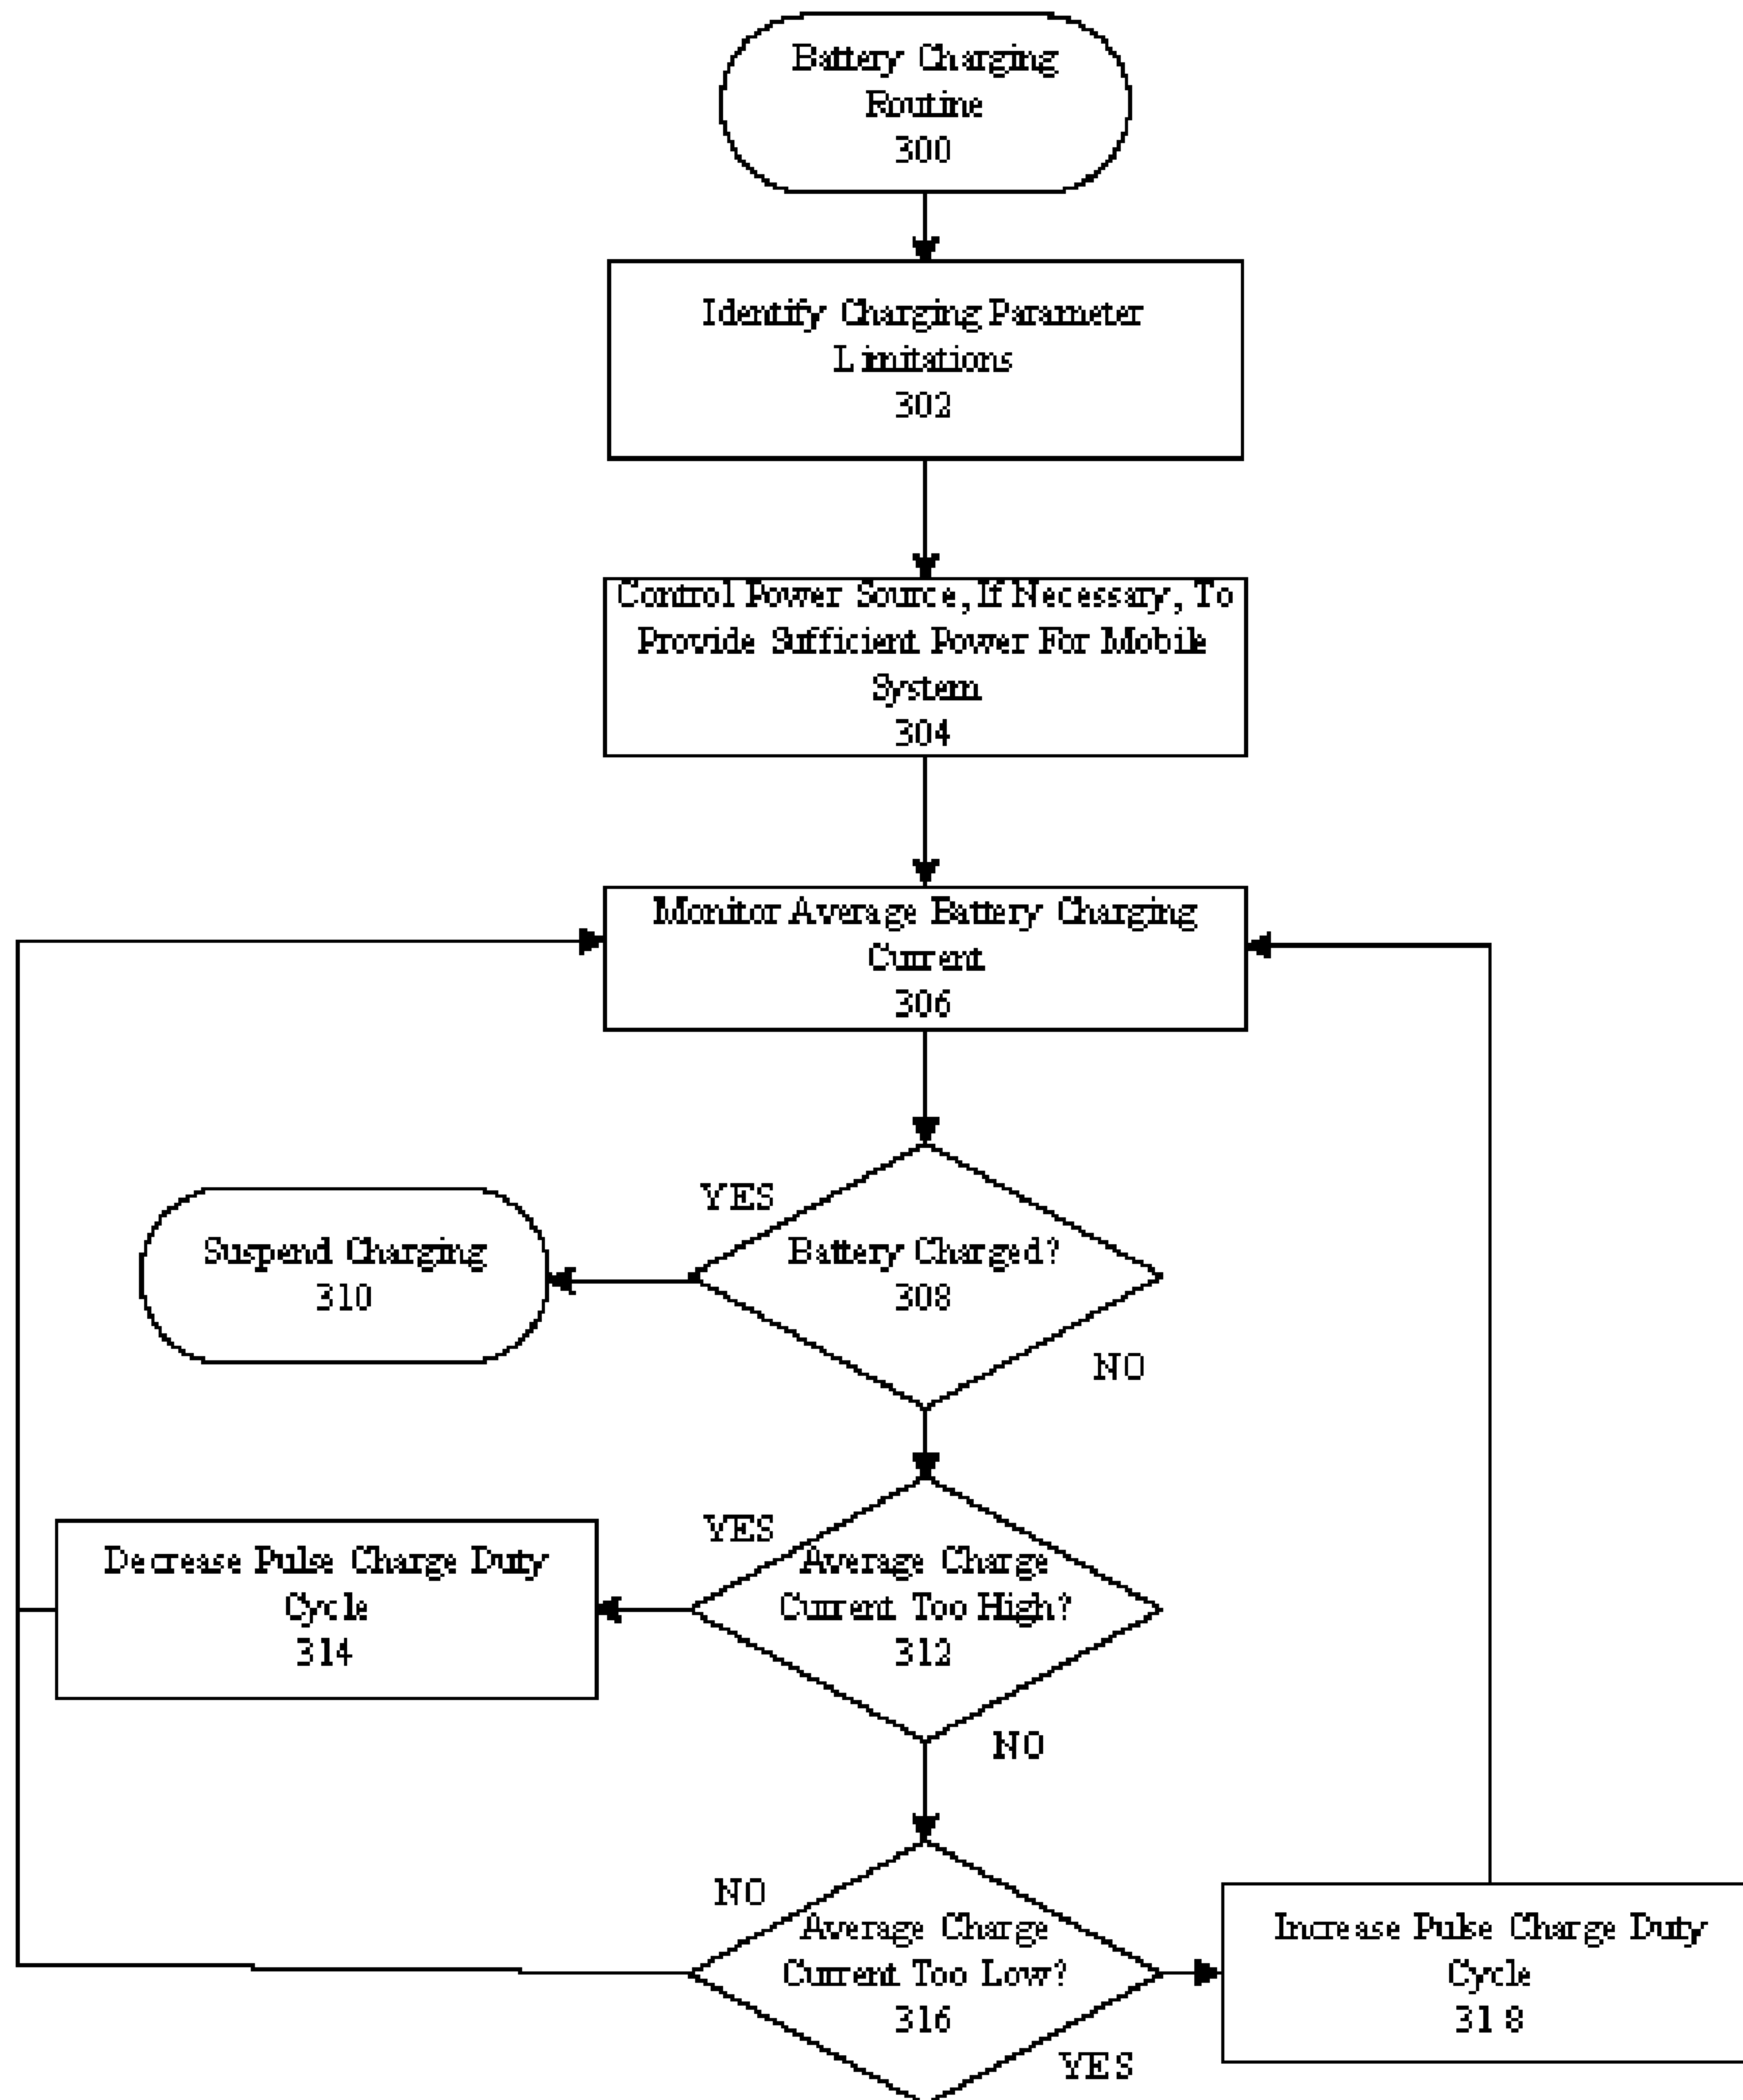 Battery Charging
Routine
300
Identify Charging Parameter
Limitations
302
Control Power Source, If Necessary, To
Provide Sufficient Power For Mobile
System
304
Monitor Average Battery Charging
Current
306
YES
Suspend Charging
310
Battery Charged?
308
NO
YES
Decrease Pulse Charge Duty
Cycle
314
Average Charge
Current Too High?
312
NO
NO
Average Charge
Current Too Low?
316
Increase Pulse Charge Duty
Cycle
318
YES